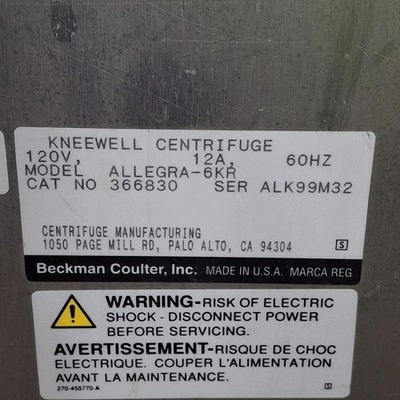 KNEEWELL CENTRIFUGE
120V, 12A, 60HZ
MODEL ALLEGRA-6KR
CAT NO 366830 SER ALK99M32
CENTRIFUGE MANUFACTURING
1050 PAGE MILL RD, PALO ALTO, CA 94304 S
Beckman Coulter, Inc. MADE IN U.S.A. MARCA REG
WARNING-RISK OF ELECTRIC
SHOCK - DISCONNECT POWER
BEFORE SERVICING.
AVERTISSEMENT-RISQUE DE CHOC
ELECTRIQUE. COUPER L'ALIMENTATION
AVANT LA MAINTENANCE.
270-455770-A